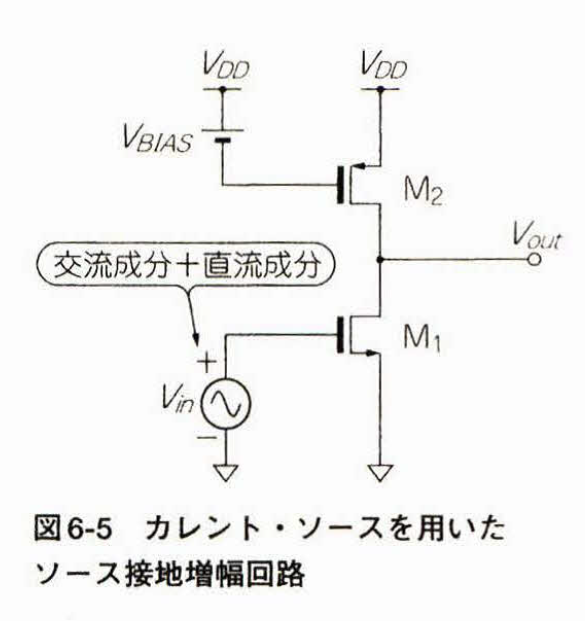 VDD
VDD
VBIAS
M2
Vout
交流成分+直流成分
M1
+
Vin
−
図6-5 カレント・ソースを用いた
ソース接地増幅回路